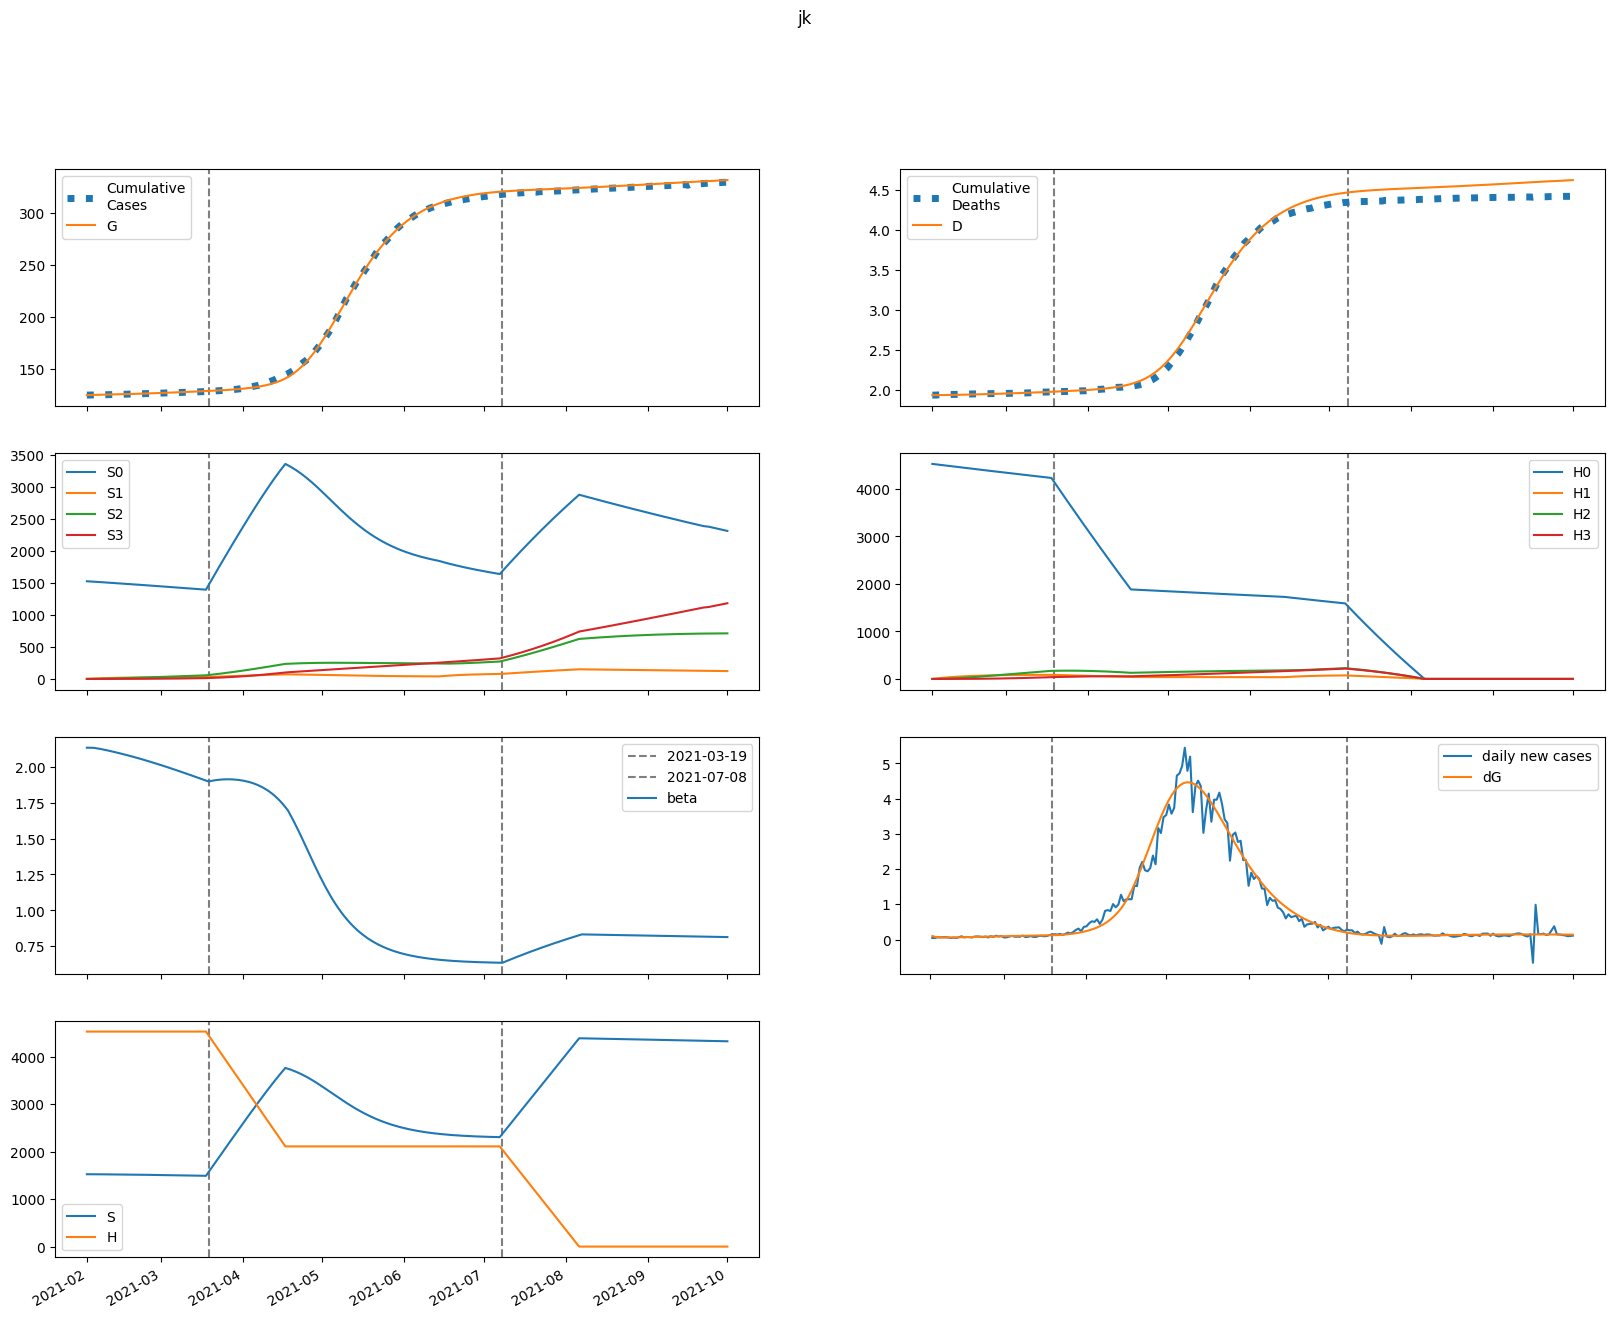 jk
Cumulative
Cases
G
300
250
200
150
Cumulative
Deaths
D
4.5
4.0
3.5
3.0
2.5
2.0
S0
S1
S2
S3
3500
3000
2500
2000
1500
1000
500
0
H0
H1
H2
H3
4000
3000
2000
1000
0
2021-03-19
2021-07-08
beta
2.00
1.75
1.50
1.25
1.00
0.75
daily new cases
dG
5
4
3
2
1
0
4000
3000
2000
1000
0
S
H
2021-02
2021-03
2021-04
2021-05
2021-06
2021-07
2021-08
2021-09
2021-10